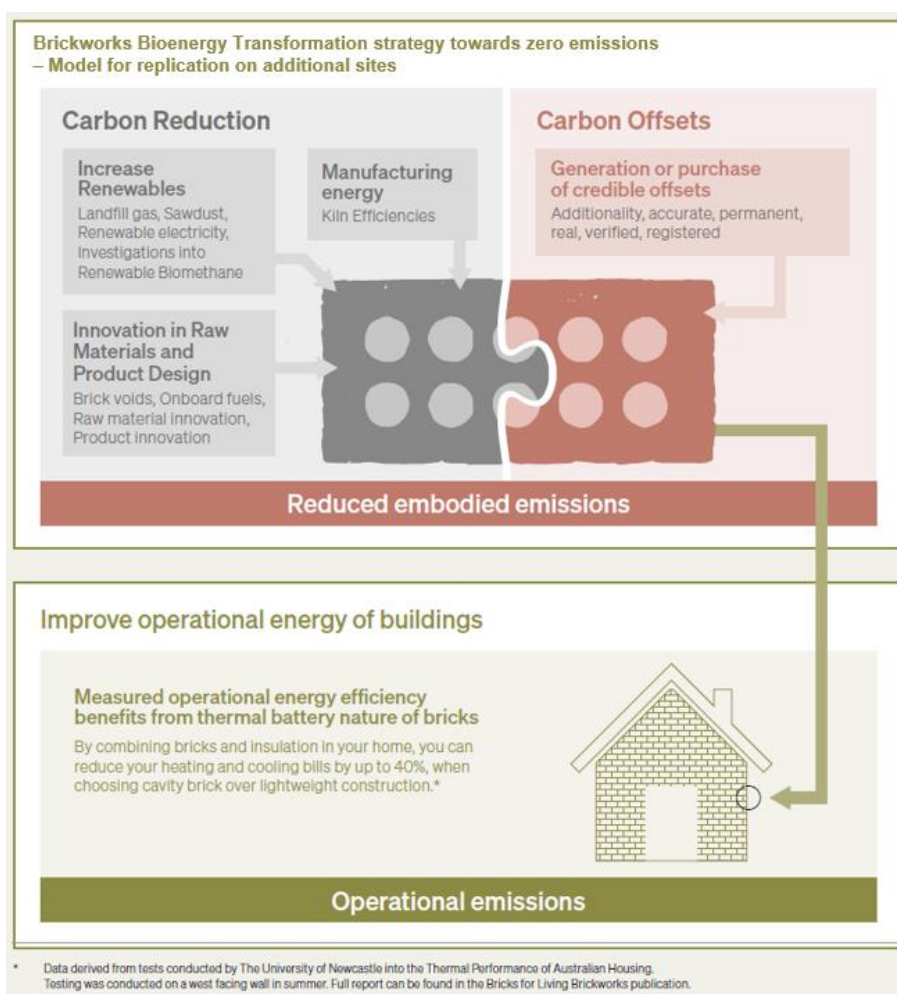 Brickworks Bioenergy Transformation strategy towards zero emissions
– Model for replication on additional sites
Carbon Reduction
Increase
Renewables
Landfill gas, Sawdust,
Renewable electricity,
Investigations into
Renewable Biomethane
Manufacturing
energy
Kiln Efficiencies
Innovation in Raw
Materials and
Product Design
Brick voids, Onboard fuels,
Raw material innovation,
Product innovation
Carbon Offsets
Generation or purchase
of credible offsets
Additionality, accurate, permanent,
real, verified, registered
Reduced embodied emissions
Improve operational energy of buildings
Measured operational energy efficiency
benefits from thermal battery nature of bricks
By combining bricks and insulation in your home, you can
reduce your heating and cooling bills by up to 40%, when
choosing cavity brick over lightweight construction.*
Operational emissions
* Data derived from tests conducted by The University of Newcastle into the Thermal Performance of Australian Housing.
Testing was conducted on a west facing wall in summer. Full report can be found in the Bricks for Living Brickworks publication.